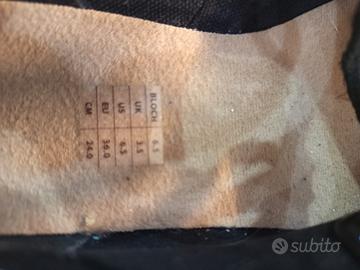 BLOCH 6.5
UK 3.5
US 6.5
EU 36.0
CM 24.0
subito